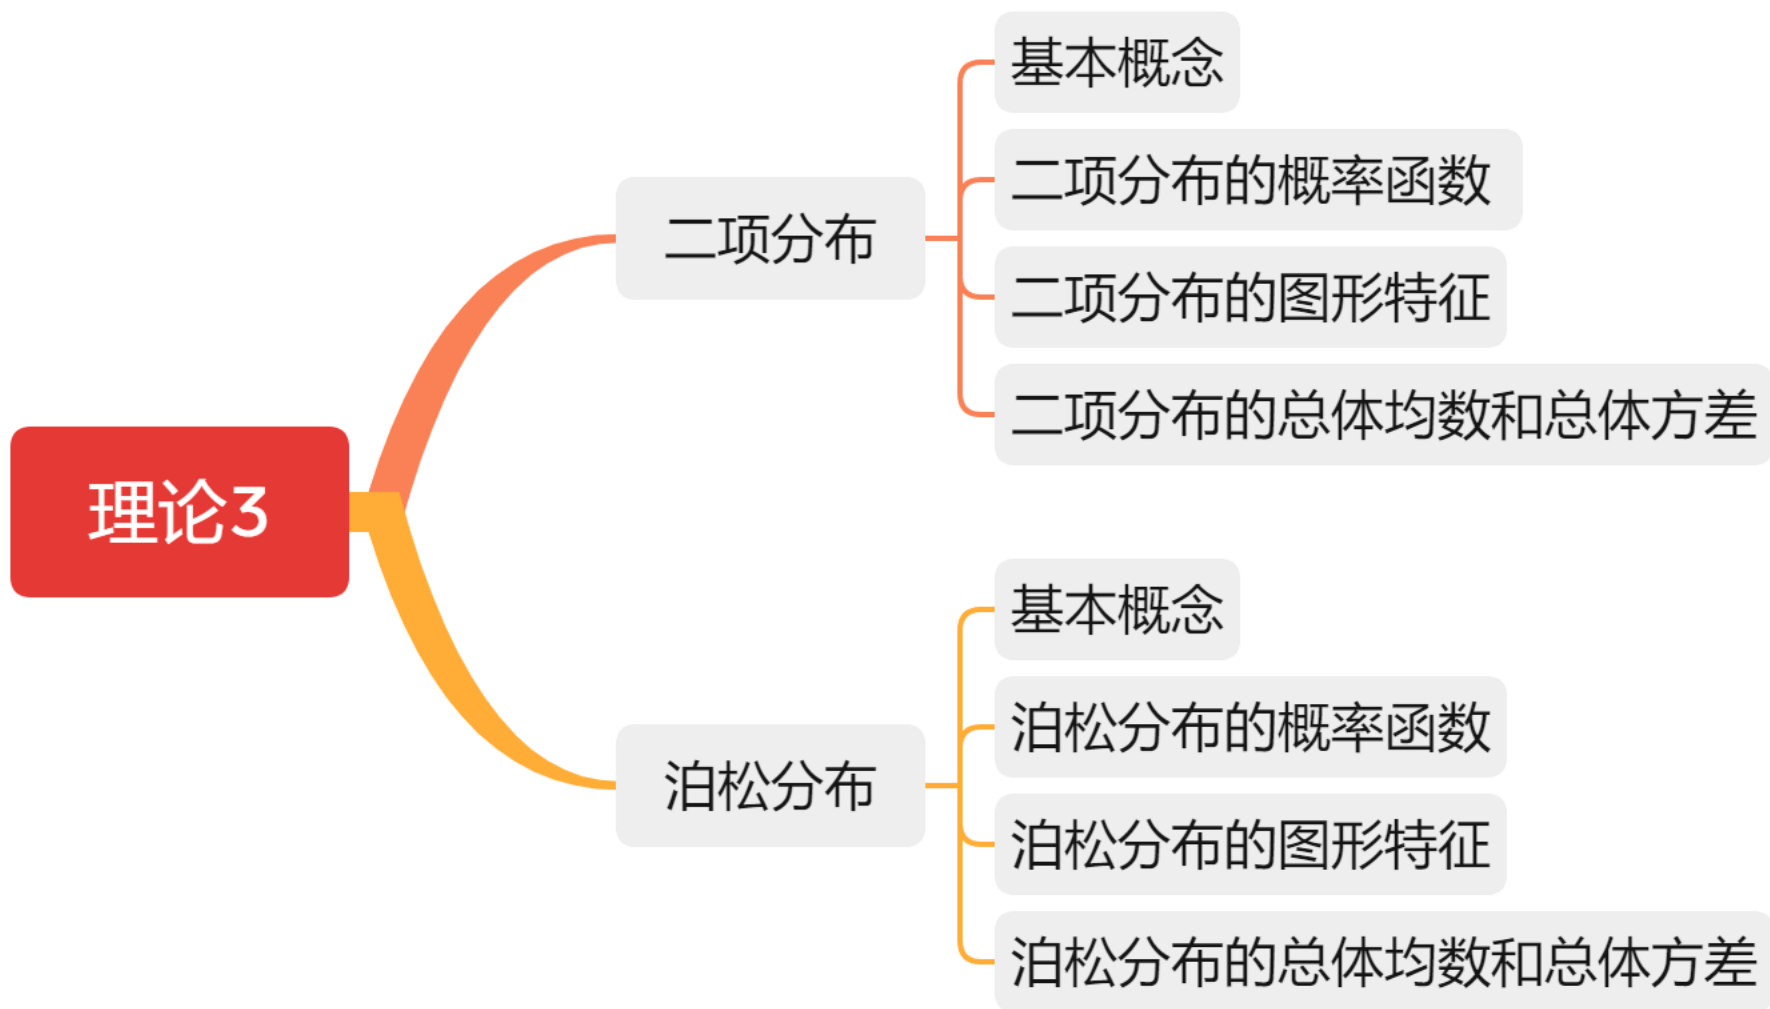 理论3
二项分布
基本概念
二项分布的概率函数
二项分布的图形特征
二项分布的总体均数和总体方差
泊松分布
基本概念
泊松分布的概率函数
泊松分布的图形特征
泊松分布的总体均数和总体方差